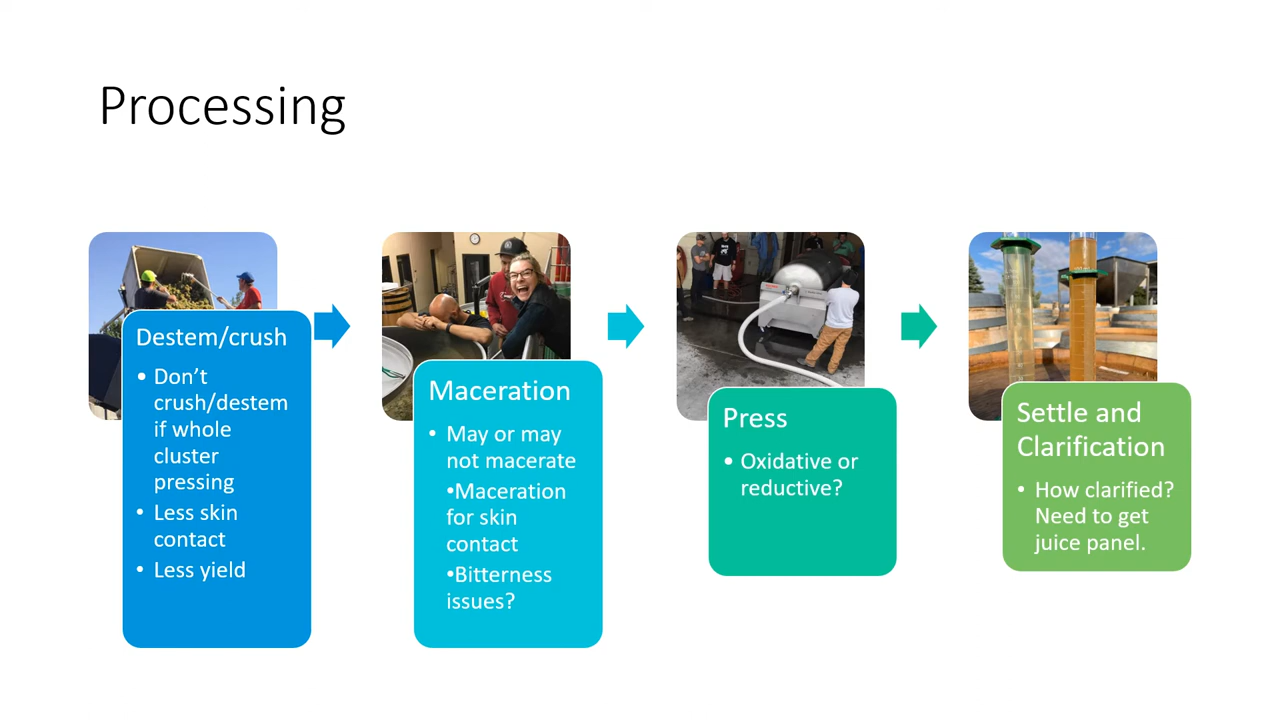 Processing
Destem/crush
• Don’t
crush/destem
if whole
cluster
pressing
• Less skin
contact
• Less yield
Maceration
• May or may
not macerate
•Maceration
for skin
contact
•Bitterness
issues?
Press
• Oxidative or
reductive?
Settle and
Clarification
• How clarified?
Need to get
juice panel.